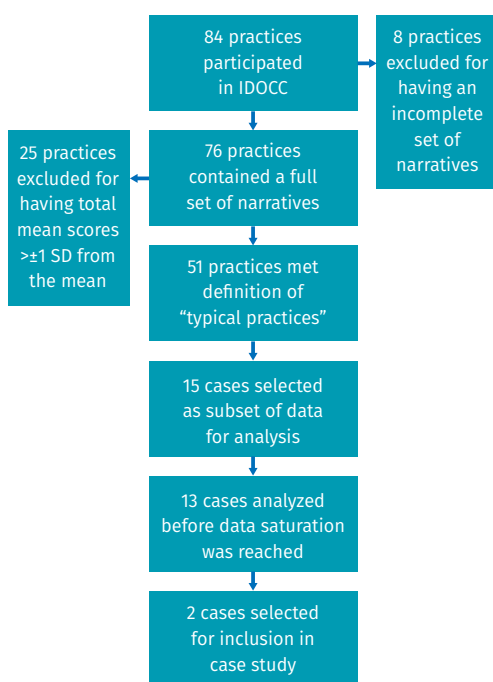 84 practices
participated
in IDOCC
8 practices
excluded for
having an
incomplete
set of
narratives
25 practices
excluded for
having total
mean scores
>±1 SD from
the mean
76 practices
contained a full
set of narratives
51 practices met
definition of
“typical practices”
15 cases selected
as subset of data
for analysis
13 cases analyzed
before data saturation
was reached
2 cases selected
for inclusion in
case study